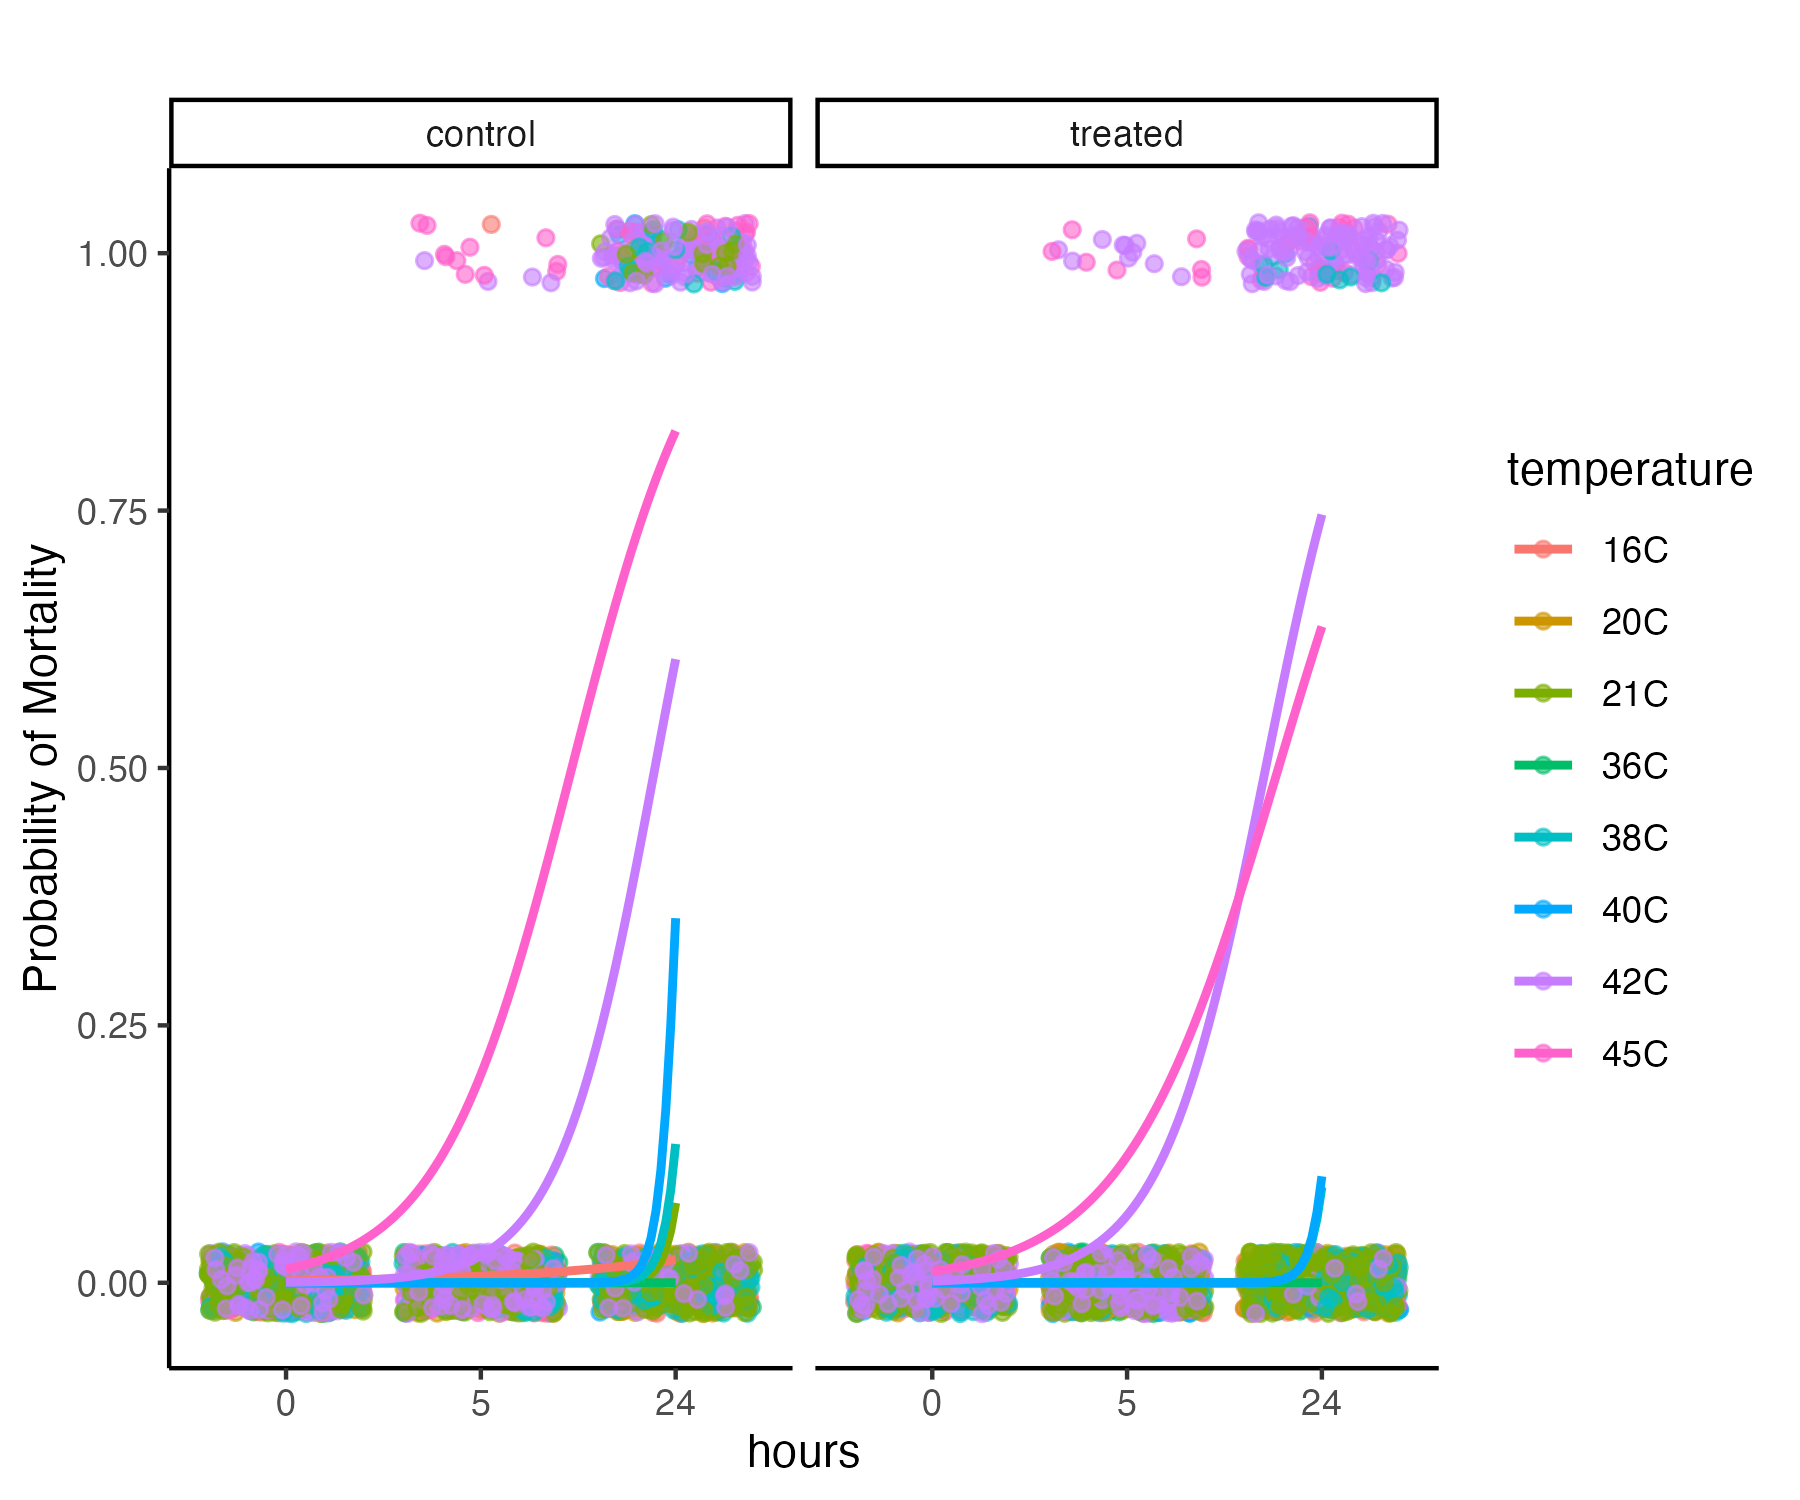 control
treated
1.00
0.75
0.50
0.25
0.00
Probability of Mortality
0
5
24
0
5
24
hours
temperature
16C
20C
21C
36C
38C
40C
42C
45C